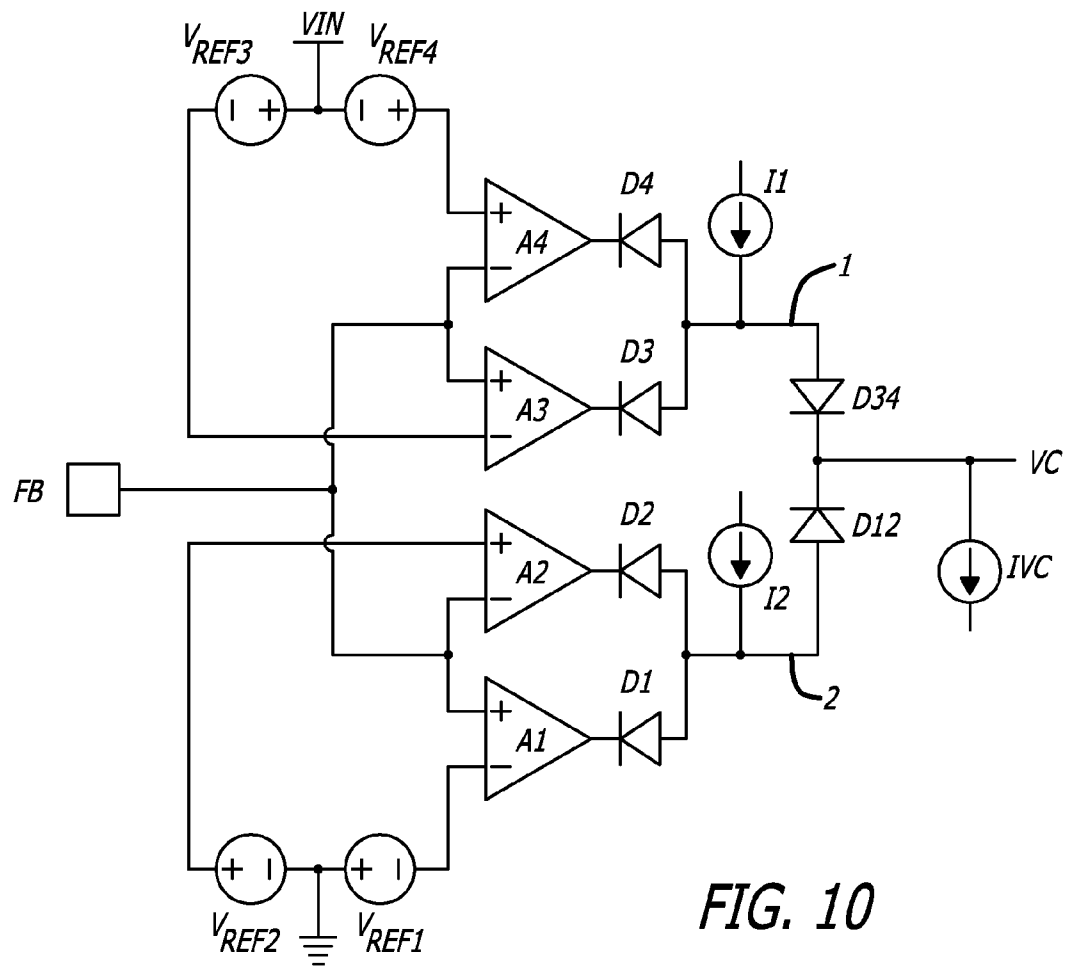 VREF3 VIN VREF4
− + − +
D4 I1
+ A4 −
1
D3
+ A3 −
D34
FB
VC
D2
+ A2 −
D12
I2 IVC
D1
+ A1 −
2
+ − + −
VREF2 VREF1
FIG. 10